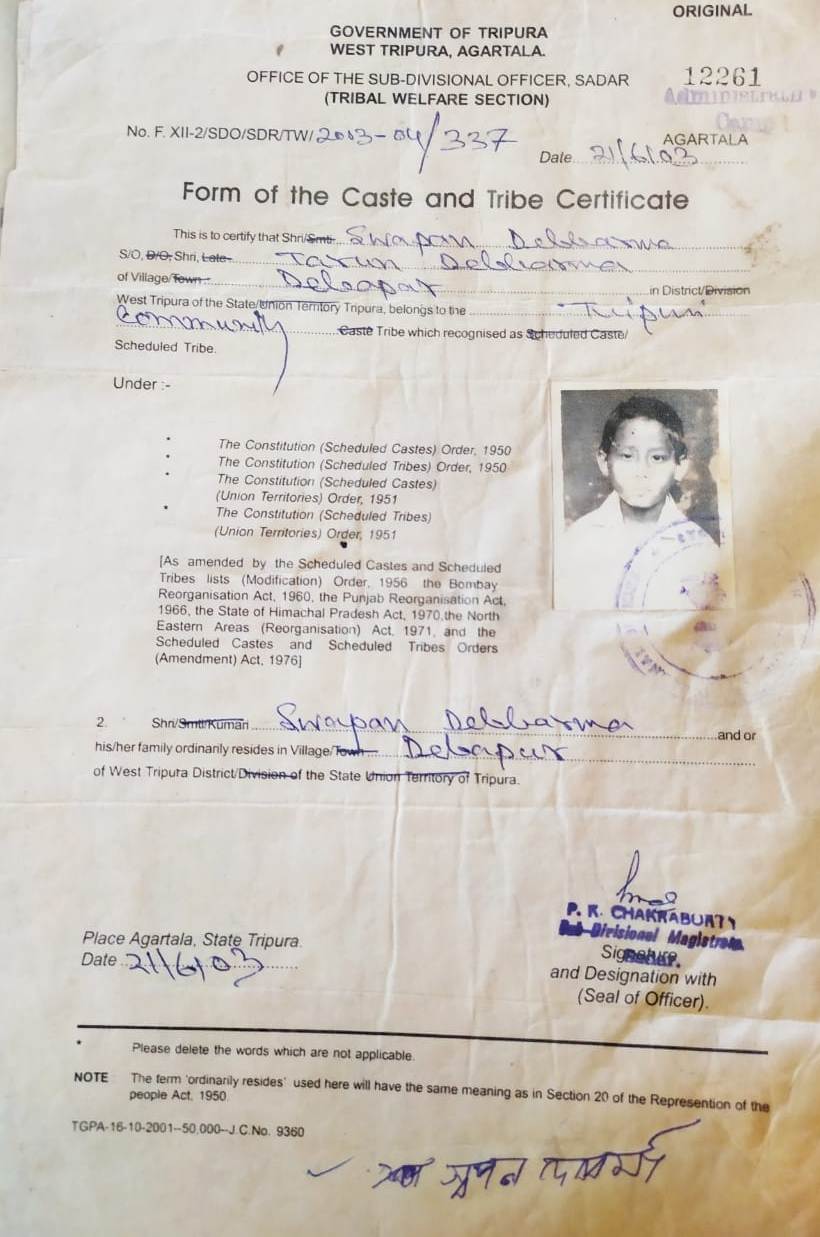 ORIGINAL
GOVERNMENT OF TRIPURA
WEST TRIPURA, AGARTALA.
OFFICE OF THE SUB-DIVISIONAL OFFICER, SADAR
(TRIBAL WELFARE SECTION)
12261
Administrative
Camp
No. F. XII-2/SDO/SDR/TW/2003-04/337
AGARTALA
Date 21/6/03
Form of the Caste and Tribe Certificate
This is to certify that Shri/Smti. Swapan Debbarma
S/O, D/O, Shri, Late Tarun Debbarma
of Village/Town Debapur in District/Division
West Tripura of the State/Union Territory Tripura, belongs to the Tripuri
Community Caste Tribe which recognised as Scheduled Caste/
Scheduled Tribe.
Under :-
* The Constitution (Scheduled Castes) Order, 1950
* The Constitution (Scheduled Tribes) Order, 1950
* The Constitution (Scheduled Castes)
(Union Territories) Order, 1951
* The Constitution (Scheduled Tribes)
(Union Territories) Order, 1951
[As amended by the Scheduled Castes and Scheduled
Tribes lists (Modification) Order, 1956 the Bombay
Reorganisation Act, 1960, the Punjab Reorganisation Act,
1966, the State of Himachal Pradesh Act, 1970,the North
Eastern Areas (Reorganisation) Act, 1971, and the
Scheduled Castes and Scheduled Tribes Orders
(Amendment) Act, 1976]
2. Shri/Smti/Kumari Swapan Debbarma and or
his/her family ordinarily resides in Village/Town Debapur
of West Tripura District/Division of the State Union Territory of Tripura.
P. R. CHAKRABURTY
Sub-Divisional Magistrate
Sadar.
Place Agartala, State Tripura.
Date 21/6/03
Signature
and Designation with
(Seal of Officer).
* Please delete the words which are not applicable.
NOTE The term 'ordinarily resides' used here will have the same meaning as in Section 20 of the Represention of the
people Act, 1950
TGPA-16-10-2001--50,000--J.C.No. 9360
স্বপন দেববর্মা